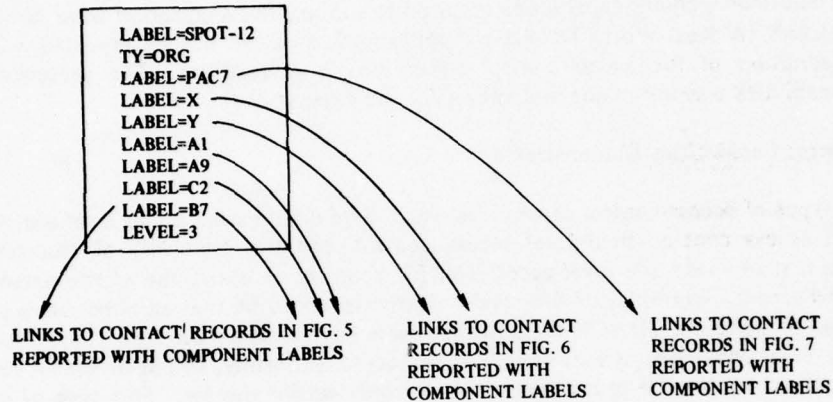 LABEL=SPOT-12
TY=ORG
LABEL=PAC7
LABEL=X
LABEL=Y
LABEL=A1
LABEL=A9
LABEL=C2
LABEL=B7
LEVEL=3
LINKS TO CONTACT RECORDS IN FIG. 5
REPORTED WITH COMPONENT LABELS
LINKS TO CONTACT
RECORDS IN FIG. 6
REPORTED WITH
COMPONENT LABELS
LINKS TO CONTACT
RECORDS IN FIG. 7
REPORTED WITH
COMPONENT LABELS